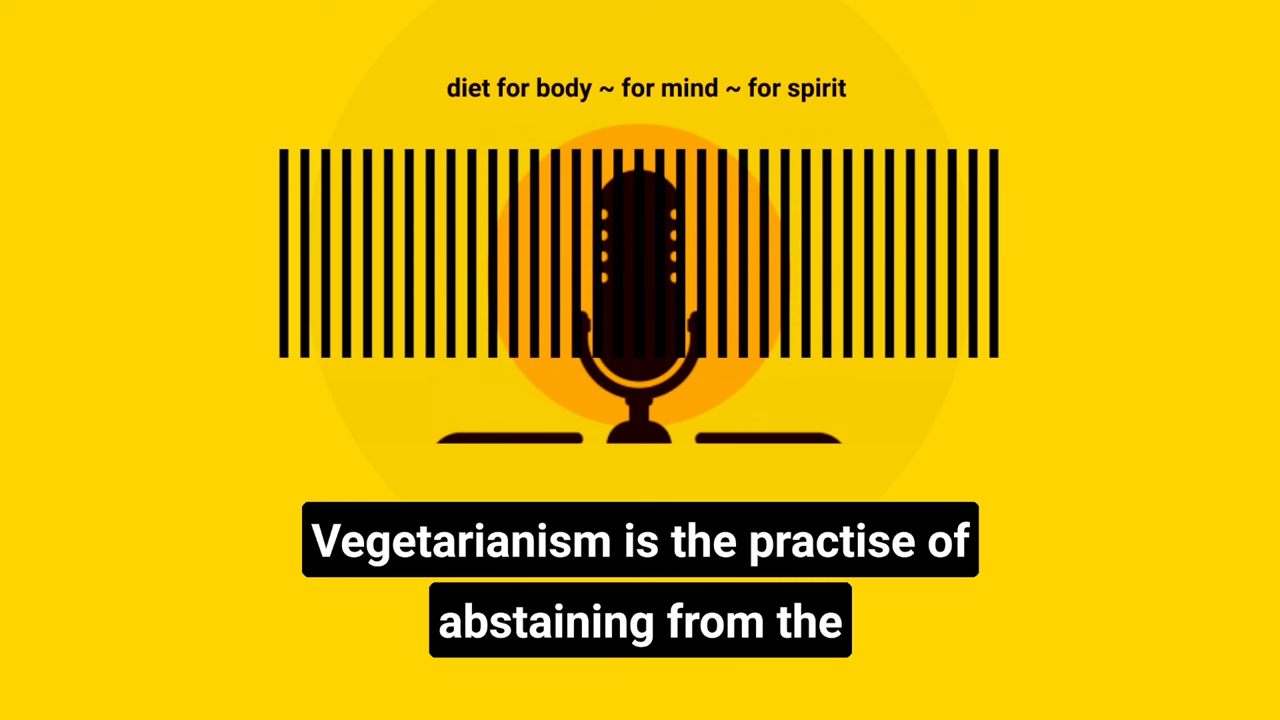 diet for body ~ for mind ~ for spirit
Vegetarianism is the practise of
abstaining from the